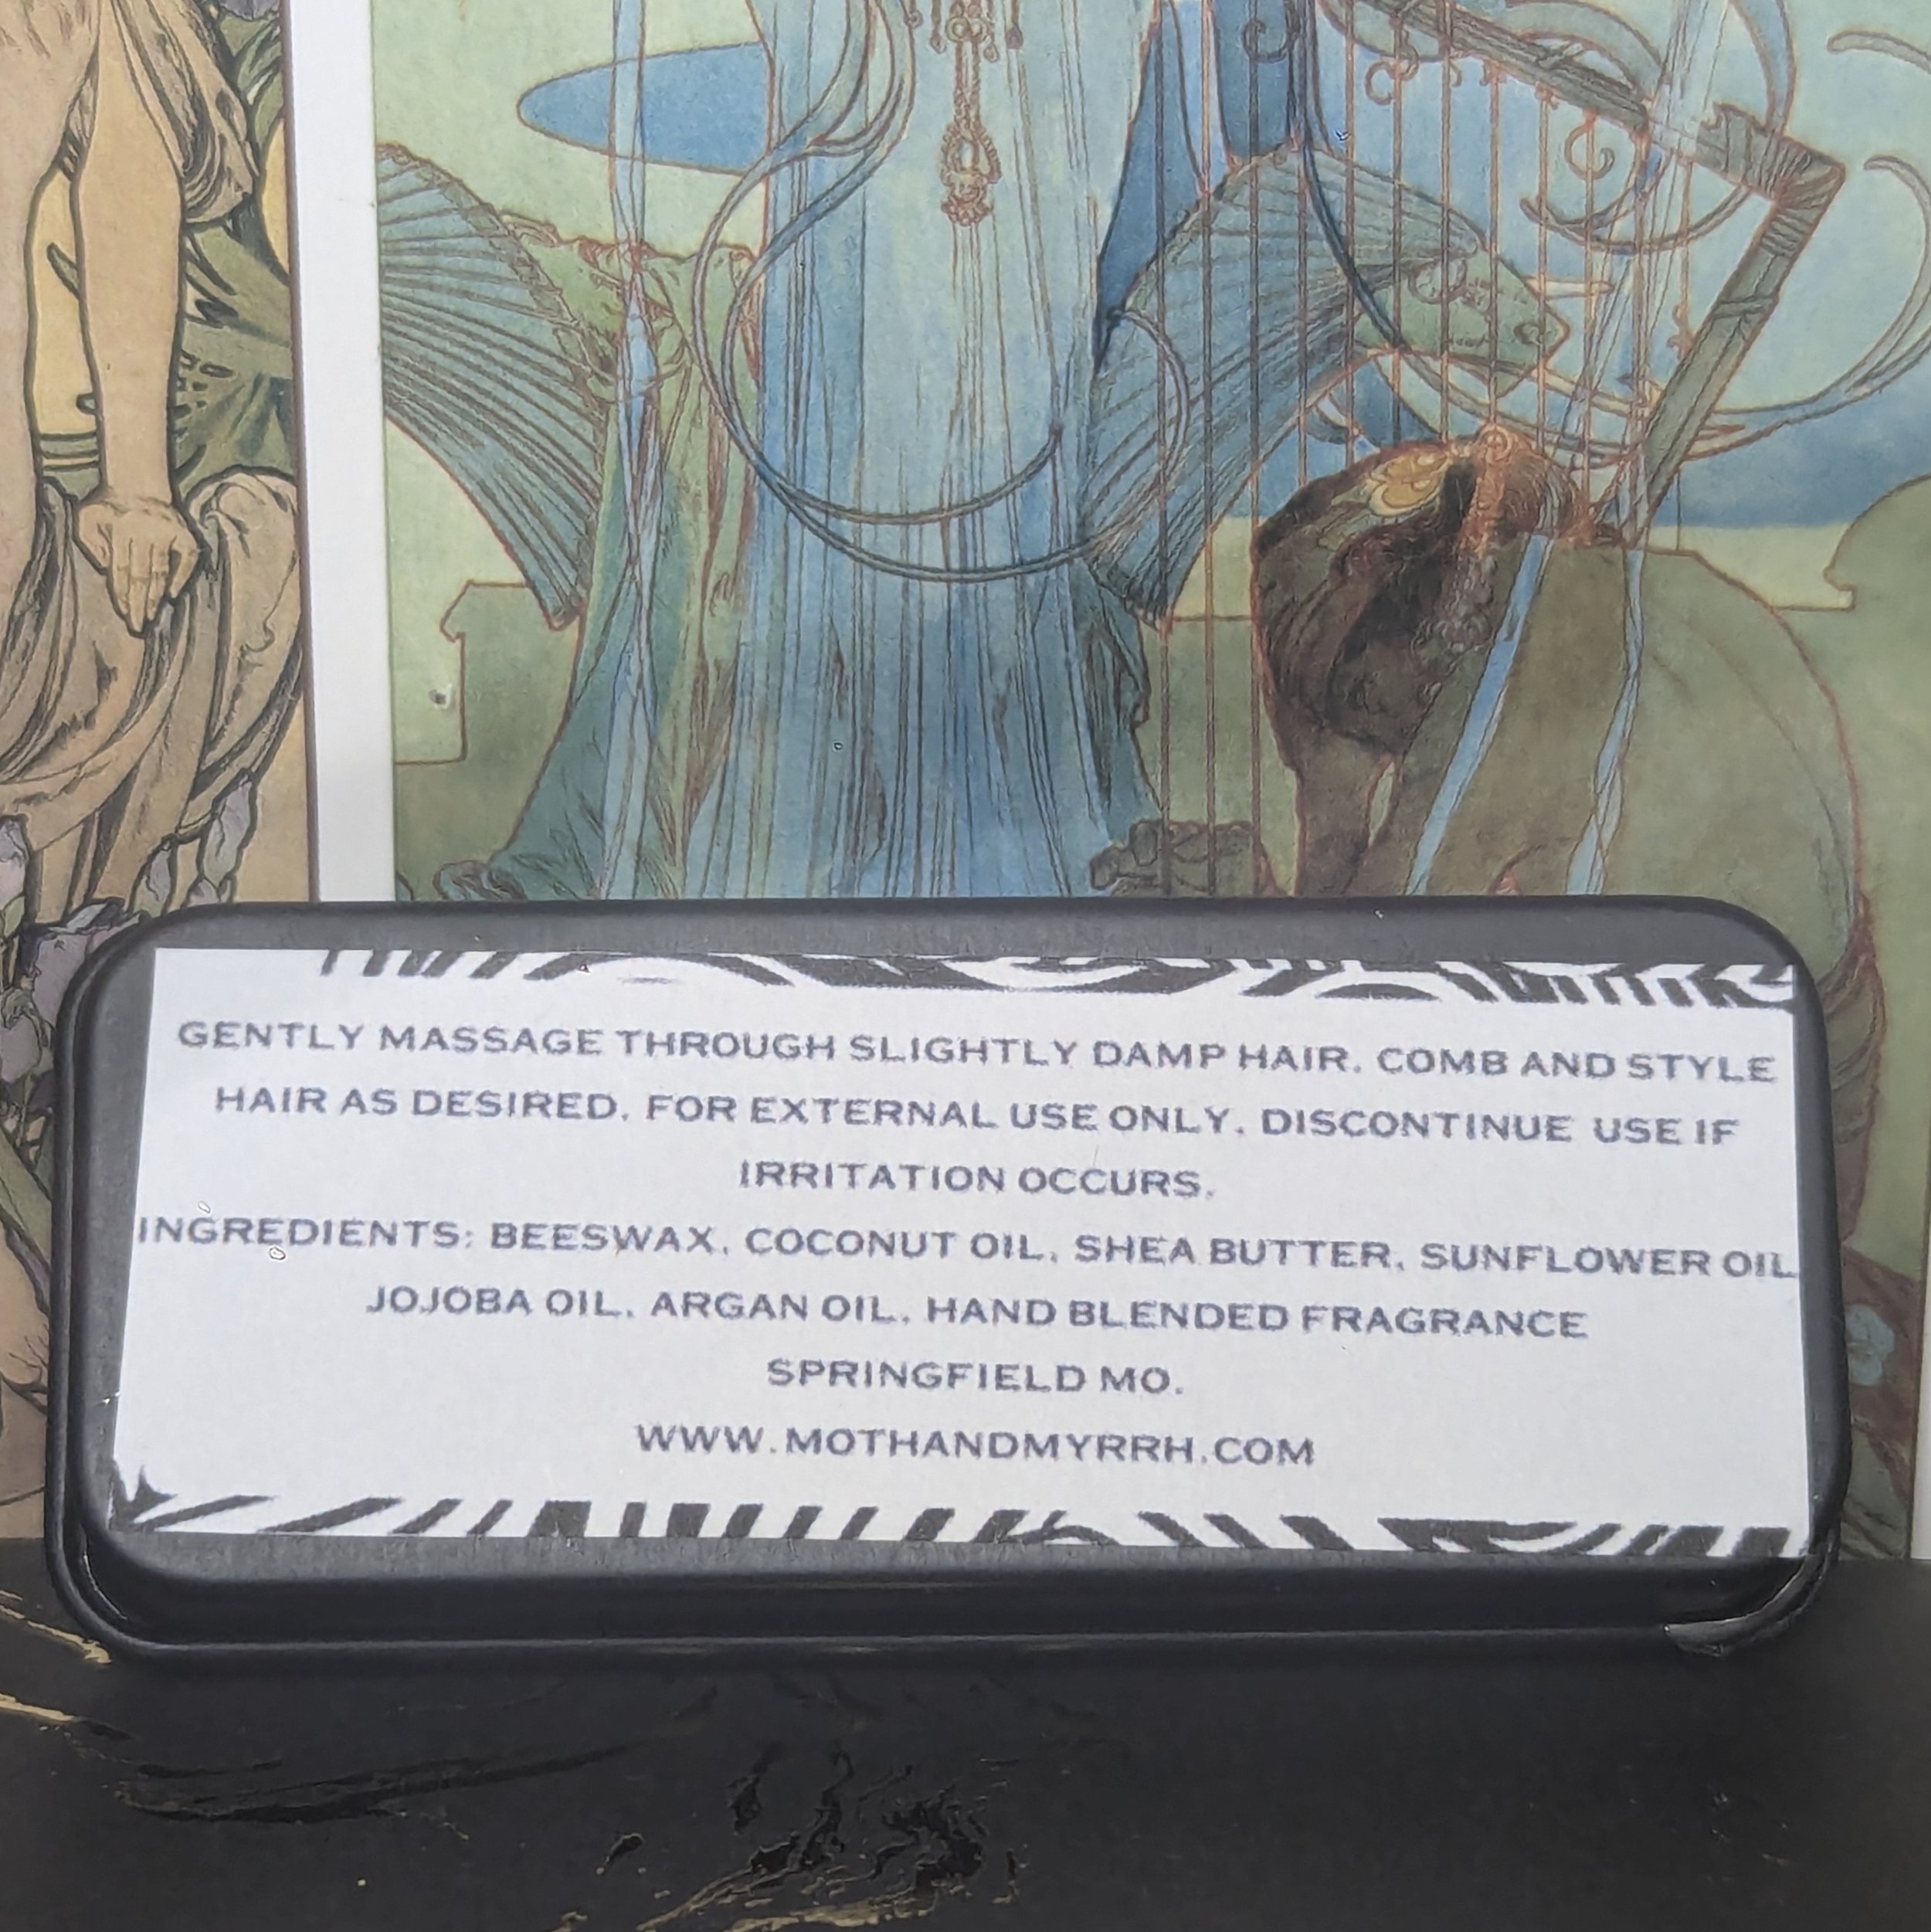 GENTLY MASSAGE THROUGH SLIGHTLY DAMP HAIR. COMB AND STYLE
HAIR AS DESIRED. FOR EXTERNAL USE ONLY. DISCONTINUE USE IF
IRRITATION OCCURS.
INGREDIENTS: BEESWAX, COCONUT OIL, SHEA BUTTER, SUNFLOWER OIL
JOJOBA OIL, ARGAN OIL, HAND BLENDED FRAGRANCE
SPRINGFIELD MO.
WWW.MOTHANDMYRRH.COM